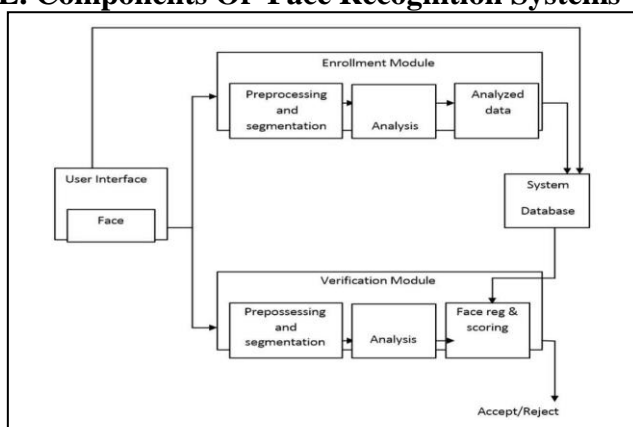 E. Components Of Face Recognition Systems
Enrollment Module
Preprocessing
and
segmentation
Analysis
Analyzed
data
User Interface
Face
System
Database
Verification Module
Prepossessing
and
segmentation
Analysis
Face reg &
scoring
Accept/Reject